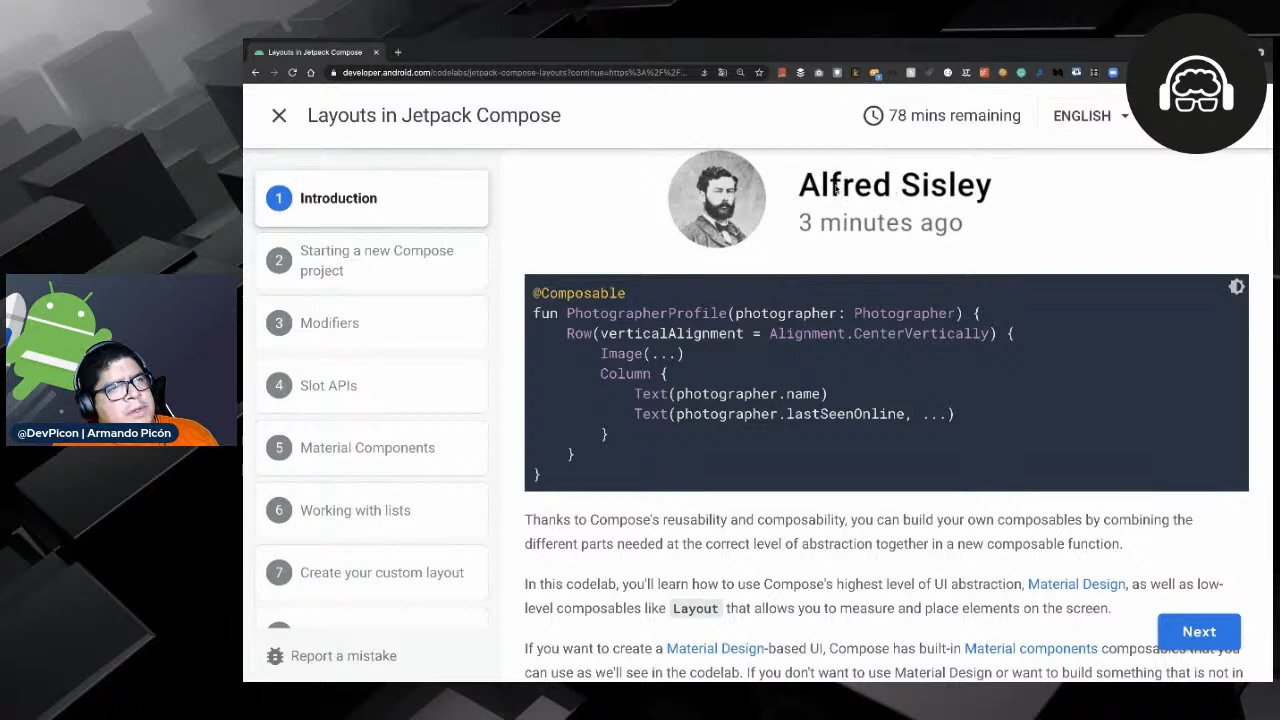 Layouts in Jetpack Compose
developer.android.com/codelabs/jetpack-compose-layouts?continue=https%3A%2F%2F...
Layouts in Jetpack Compose
78 mins remaining
ENGLISH
1 Introduction
2 Starting a new Compose
project
3 Modifiers
4 Slot APIs
5 Material Components
6 Working with lists
7 Create your custom layout
Report a mistake
Alfred Sisley
3 minutes ago
@Composable
fun PhotographerProfile(photographer: Photographer) {
Row(verticalAlignment = Alignment.CenterVertically) {
Image(...)
Column {
Text(photographer.name)
Text(photographer.lastSeenOnline, ...)
}
}
}
Thanks to Compose's reusability and composability, you can build your own composables by combining the
different parts needed at the correct level of abstraction together in a new composable function.
In this codelab, you'll learn how to use Compose's highest level of UI abstraction, Material Design, as well as low-
level composables like Layout that allows you to measure and place elements on the screen.
If you want to create a Material Design-based UI, Compose has built-in Material components composables that you
can use as we'll see in the codelab. If you don't want to use Material Design or want to build something that is not in
Next
@DevPicon | Armando Picón